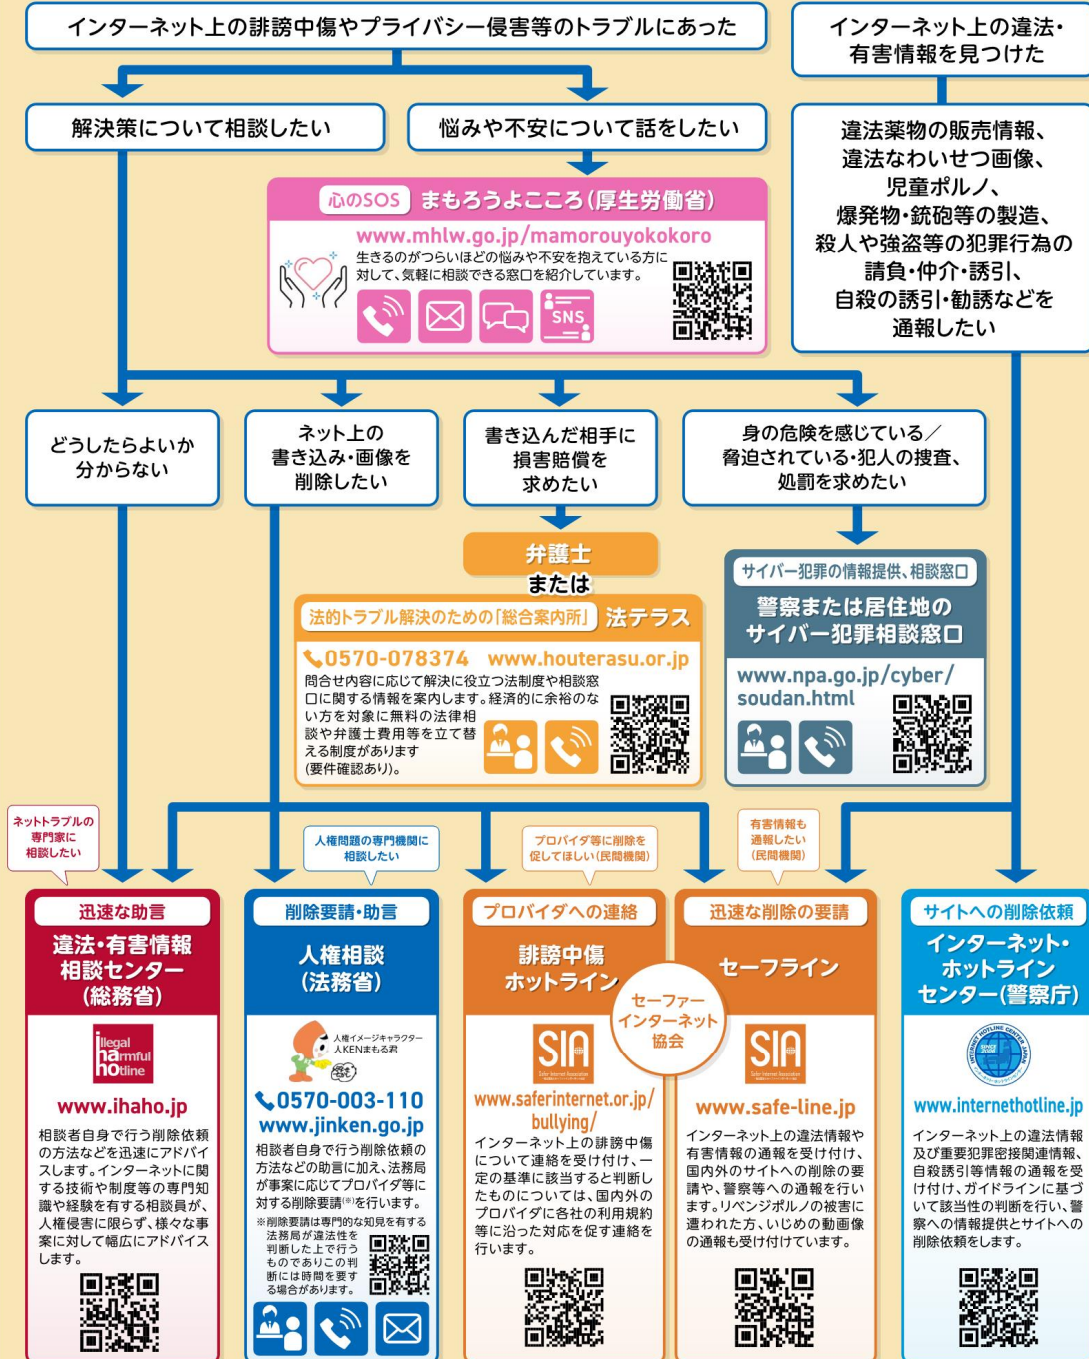 インターネット上の誹謗中傷やプライバシー侵害等のトラブルにあった
インターネット上の違法・
有害情報を見つけた
解決策について相談したい
悩みや不安について話をしたい
違法薬物の販売情報、
違法なわいせつ画像、
児童ポルノ、
爆発物・銃砲等の製造、
殺人や強盗等の犯罪行為の
請負・仲介・誘引、
自殺の誘引・勧誘などを
通報したい
心のSOS まもろうよこころ(厚生労働省)
www.mhlw.go.jp/mamorouyokokoro
生きるのがつらいほどの悩みや不安を抱えている方に
対して、気軽に相談できる窓口を紹介しています。
SNS
どうしたらよいか
分からない
ネット上の
書き込み・画像を
削除したい
書き込んだ相手に
損害賠償を
求めたい
身の危険を感じている／
脅迫されている・犯人の捜査、
処罰を求めたい
弁護士
または
法的トラブル解決のための「総合案内所」 法テラス
0570-078374 www.houterasu.or.jp
問合せ内容に応じて解決に役立つ法制度や相談窓
口に関する情報を案内します。経済的に余裕のな
い方を対象に無料の法律相
談や弁護士費用等を立て替
える制度があります
(要件確認あり)。
サイバー犯罪の情報提供、相談窓口
警察または居住地の
サイバー犯罪相談窓口
www.npa.go.jp/cyber/
soudan.html
ネットトラブルの
専門家に
相談したい
人権問題の専門機関に
相談したい
プロバイダ等に削除を
促してほしい(民間機関)
有害情報も
通報したい
(民間機関)
迅速な助言
違法・有害情報
相談センター
(総務省)
Illegal
harmful
hotline
www.ihaho.jp
相談者自身で行う削除依頼
の方法などを迅速にアドバイ
スします。インターネットに関
する技術や制度等の専門知
識や経験を有する相談員が、
人権侵害に限らず、様々な事
案に対して幅広にアドバイス
します。
削除要請・助言
人権相談
(法務省)
人権イメージキャラクター
人KENまもる君
0570-003-110
www.jinken.go.jp
相談者自身で行う削除依頼の
方法などの助言に加え、法務局
が事案に応じてプロバイダ等に
対する削除要請(※)を行います。
※削除要請は専門的な知見を有する
法務局が違法性を
判断した上で行う
ものでありこの判
断には時間を要す
る場合があります。
プロバイダへの連絡
誹謗中傷
ホットライン
セーファー
インターネット
協会
SIA
Safer Internet Association
www.saferinternet.or.jp/
bullying/
インターネット上の誹謗中傷
について連絡を受け付け、一
定の基準に該当すると判断し
たものについては、国内外の
プロバイダに各社の利用規約
等に沿った対応を促す連絡を
行います。
迅速な削除の要請
セーフライン
SIA
Safer Internet Association
www.safe-line.jp
インターネット上の違法情報や
有害情報の通報を受け付け、
国内外のサイトへの削除の要
請や、警察等への通報を行い
ます。リベンジポルノの被害に
遭われた方、いじめの動画像
の通報も受け付けています。
サイトへの削除依頼
インターネット・
ホットライン
センター(警察庁)
INTERNET HOTLINE CENTER JAPAN
SINCE
2006
www.internethotline.jp
インターネット上の違法情報
及び重要犯罪密接関連情報、
自殺誘引等情報の通報を受
け付け、ガイドラインに基づ
いて該当性の判断を行い、警
察への情報提供とサイトへの
削除依頼をします。